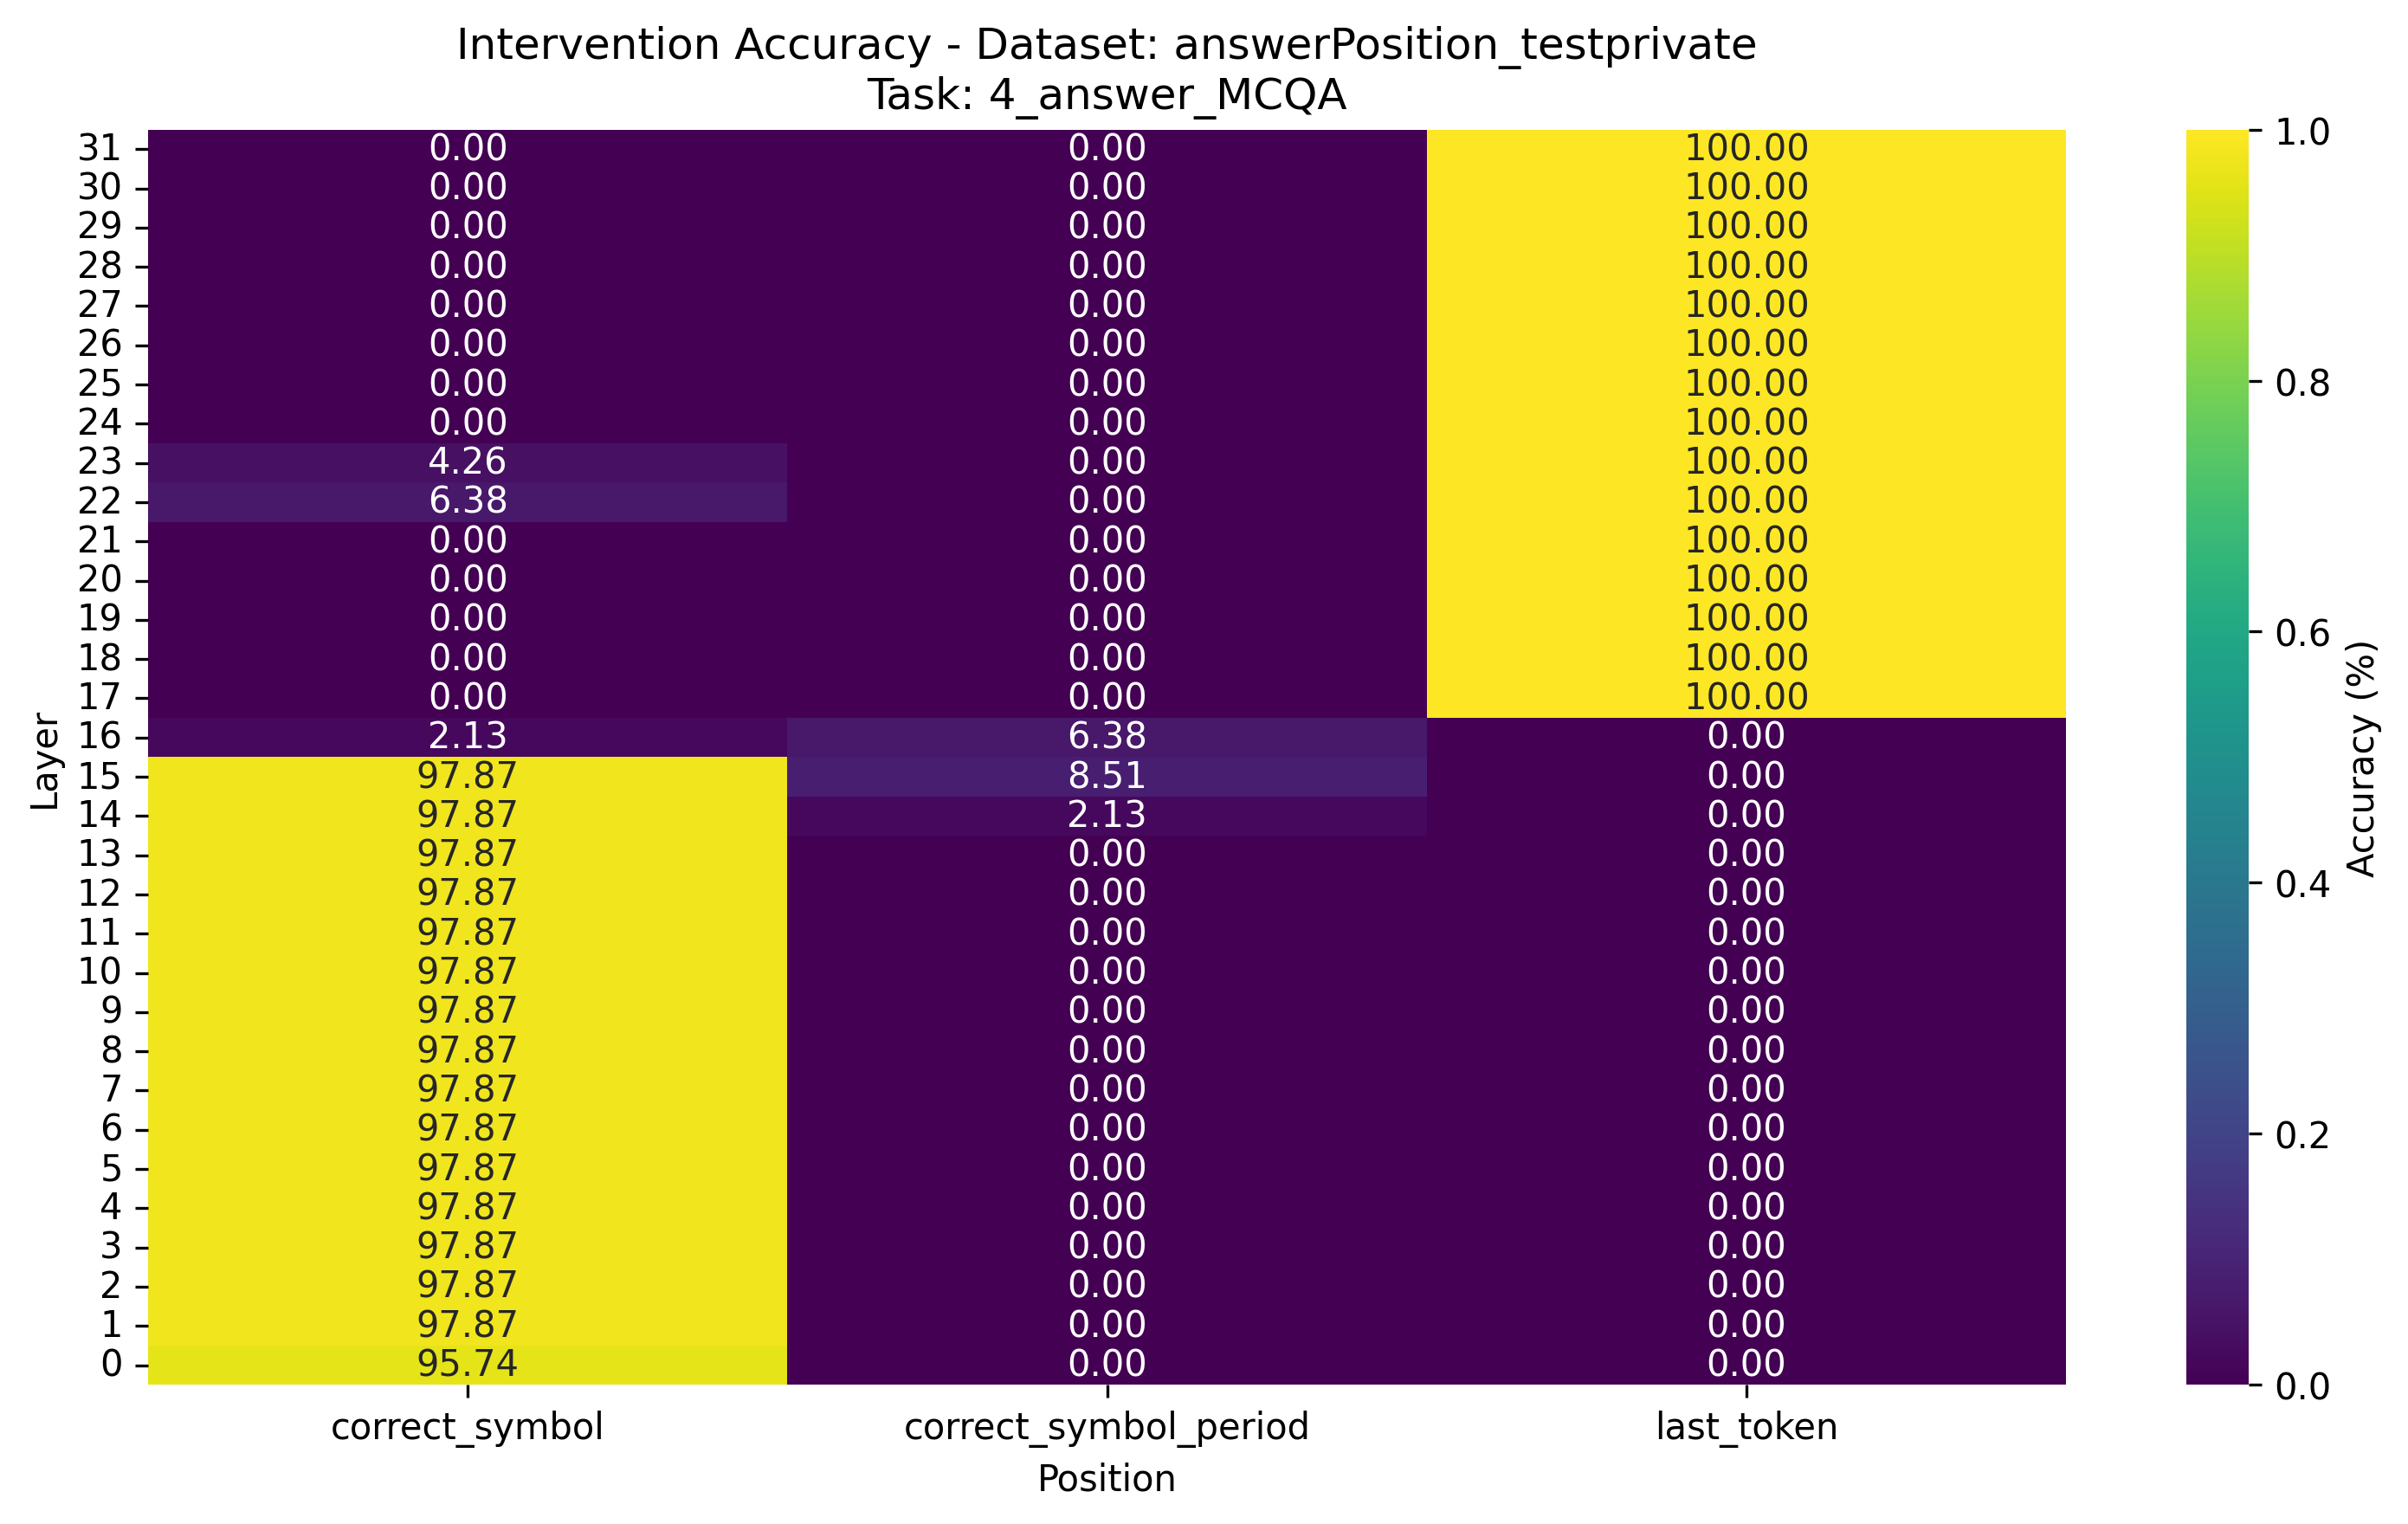 Intervention Accuracy - Dataset: answerPosition_testprivate
Task: 4_answer_MCQA
31 0.00 0.00 100.00
30 0.00 0.00 100.00
29 0.00 0.00 100.00
28 0.00 0.00 100.00
27 0.00 0.00 100.00
26 0.00 0.00 100.00
25 0.00 0.00 100.00
24 0.00 0.00 100.00
23 4.26 0.00 100.00
22 6.38 0.00 100.00
21 0.00 0.00 100.00
20 0.00 0.00 100.00
19 0.00 0.00 100.00
18 0.00 0.00 100.00
17 0.00 0.00 100.00
16 2.13 6.38 0.00
15 97.87 8.51 0.00
14 97.87 2.13 0.00
13 97.87 0.00 0.00
12 97.87 0.00 0.00
11 97.87 0.00 0.00
10 97.87 0.00 0.00
9 97.87 0.00 0.00
8 97.87 0.00 0.00
7 97.87 0.00 0.00
6 97.87 0.00 0.00
5 97.87 0.00 0.00
4 97.87 0.00 0.00
3 97.87 0.00 0.00
2 97.87 0.00 0.00
1 97.87 0.00 0.00
0 95.74 0.00 0.00
correct_symbol correct_symbol_period last_token
Position
Layer
1.0
0.8
0.6
0.4
0.2
0.0
Accuracy (%)